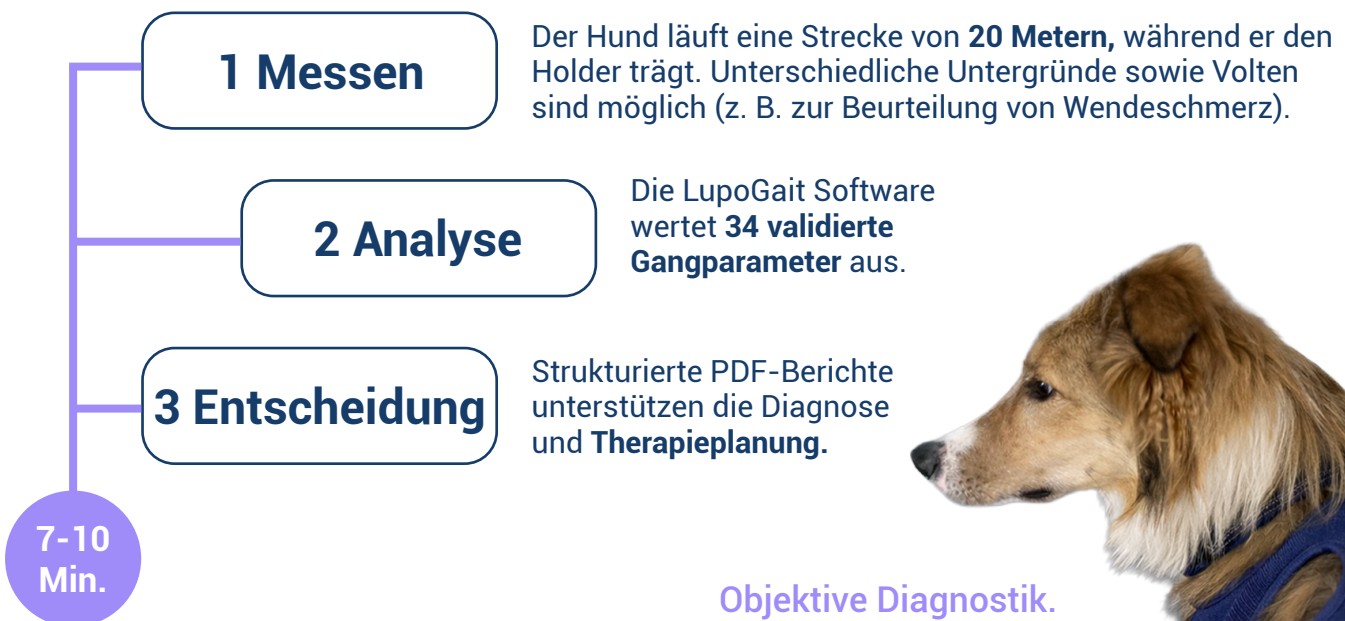 1 Messen
Der Hund läuft eine Strecke von 20 Metern, während er den
Holder trägt. Unterschiedliche Untergründe sowie Volten
sind möglich (z. B. zur Beurteilung von Wendeschmerz).
2 Analyse
Die LupoGait Software
wertet 34 validierte
Gangparameter aus.
3 Entscheidung
Strukturierte PDF-Berichte
unterstützen die Diagnose
und Therapieplanung.
7-10
Min.
Objektive Diagnostik.